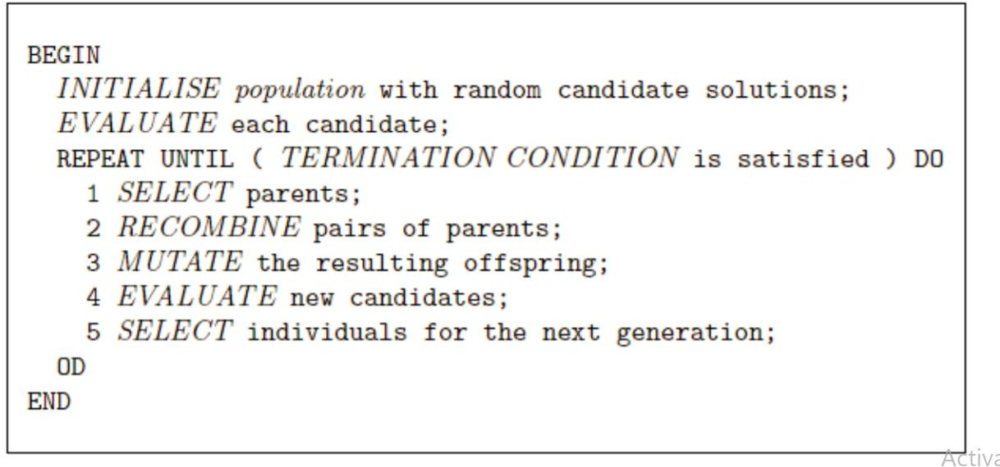 BEGIN
INITIALISE population with random candidate solutions;
EVALUATE each candidate;
REPEAT UNTIL ( TERMINATION CONDITION is satisfied ) DO
1 SELECT parents;
2 RECOMBINE pairs of parents;
3 MUTATE the resulting offspring;
4 EVALUATE new candidates;
5 SELECT individuals for the next generation;
OD
END
Activa